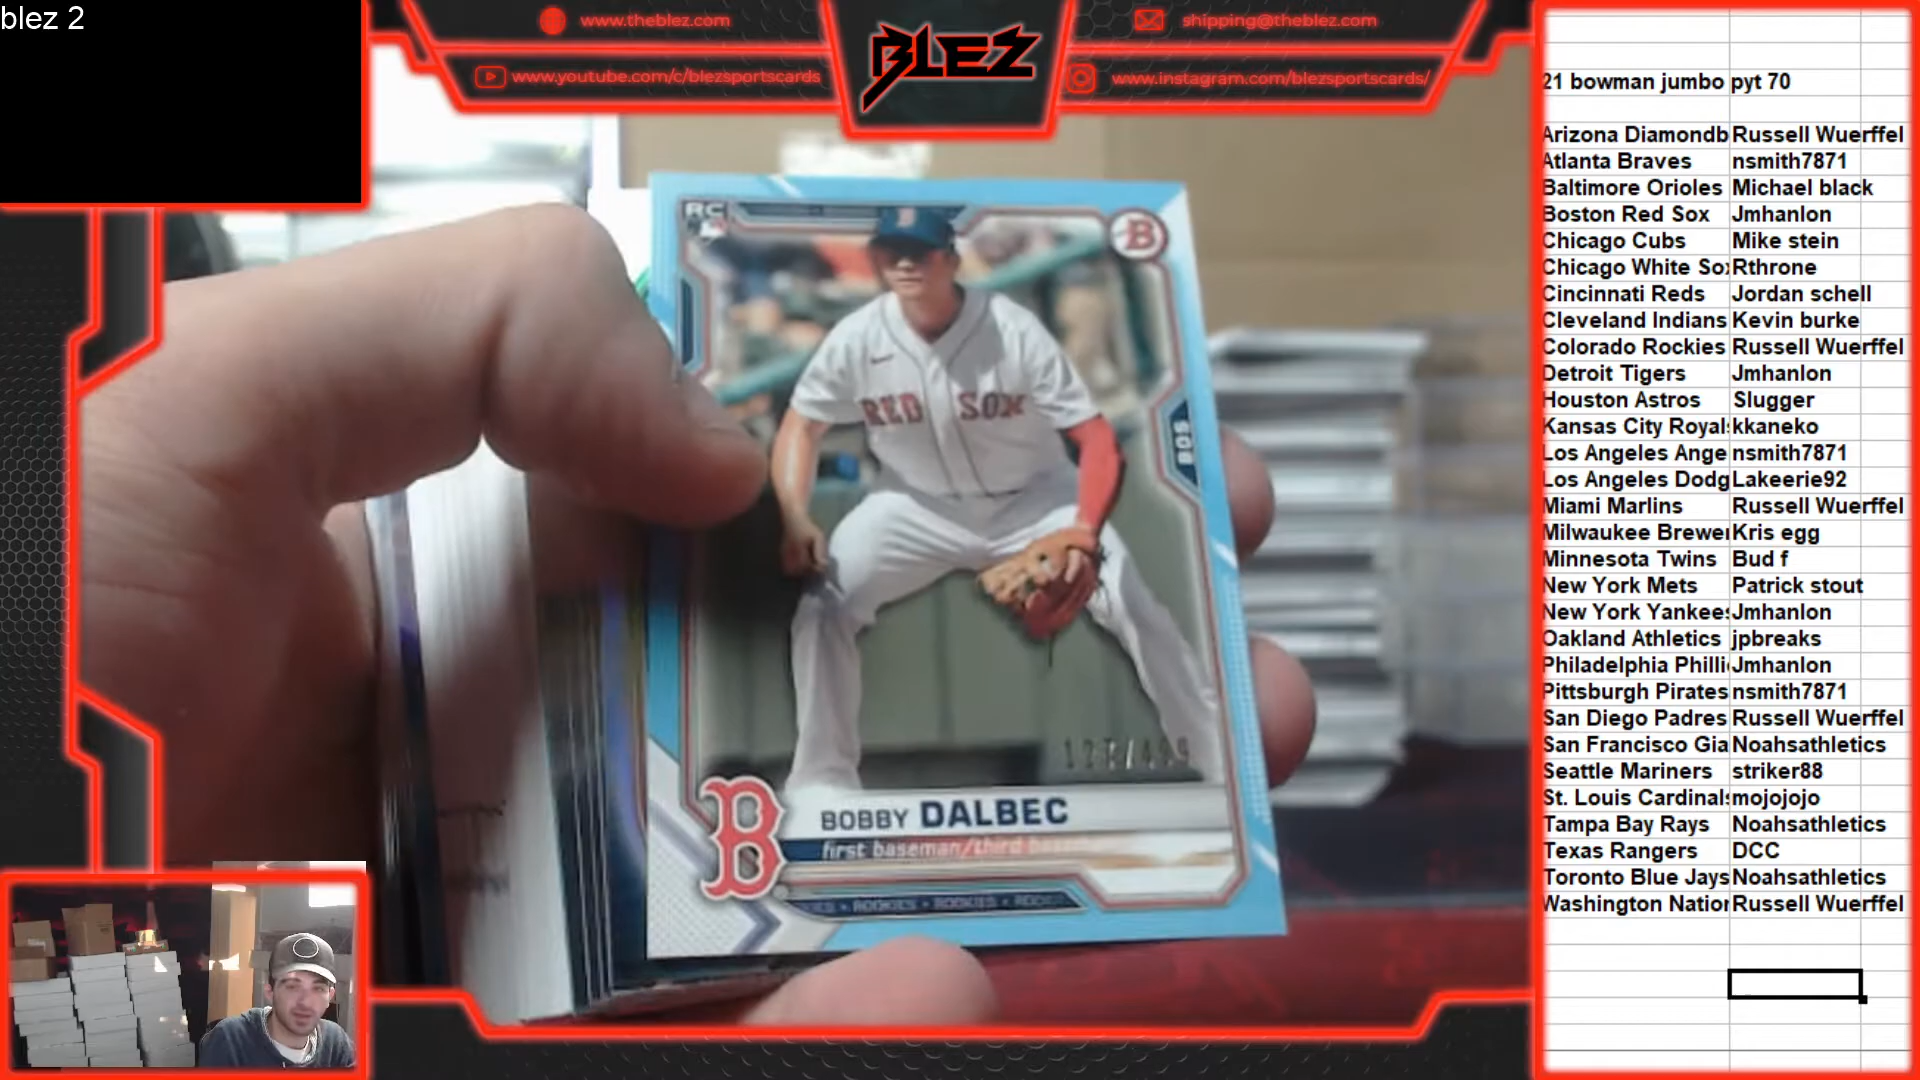 blez 2
www.theblez.com
www.youtube.com/c/blezsportscards
BLEZ
shipping@theblez.com
www.instagram.com/blezsportscards/
RC
B
B
RED SOX
BOS
/499
BOBBY DALBEC
first baseman/third
B
ROOKIES • ROOKIES
21 bowman jumbo pyt 70
Arizona Diamondb Russell Wuerffel
Atlanta Braves nsmith7871
Baltimore Orioles Michael black
Boston Red Sox Jmhanlon
Chicago Cubs Mike stein
Chicago White Sox Rthrone
Cincinnati Reds Jordan schell
Cleveland Indians Kevin burke
Colorado Rockies Russell Wuerffel
Detroit Tigers Jmhanlon
Houston Astros Slugger
Kansas City Royals kkaneko
Los Angeles Ange nsmith7871
Los Angeles Dodg Lakeerie92
Miami Marlins Russell Wuerffel
Milwaukee Brewer Kris egg
Minnesota Twins Bud f
New York Mets Patrick stout
New York Yankees Jmhanlon
Oakland Athletics jpbreaks
Philadelphia Philli Jmhanlon
Pittsburgh Pirates nsmith7871
San Diego Padres Russell Wuerffel
San Francisco Gia Noahsathletics
Seattle Mariners striker88
St. Louis Cardinals mojojojo
Tampa Bay Rays Noahsathletics
Texas Rangers DCC
Toronto Blue Jays Noahsathletics
Washington Nation Russell Wuerffel